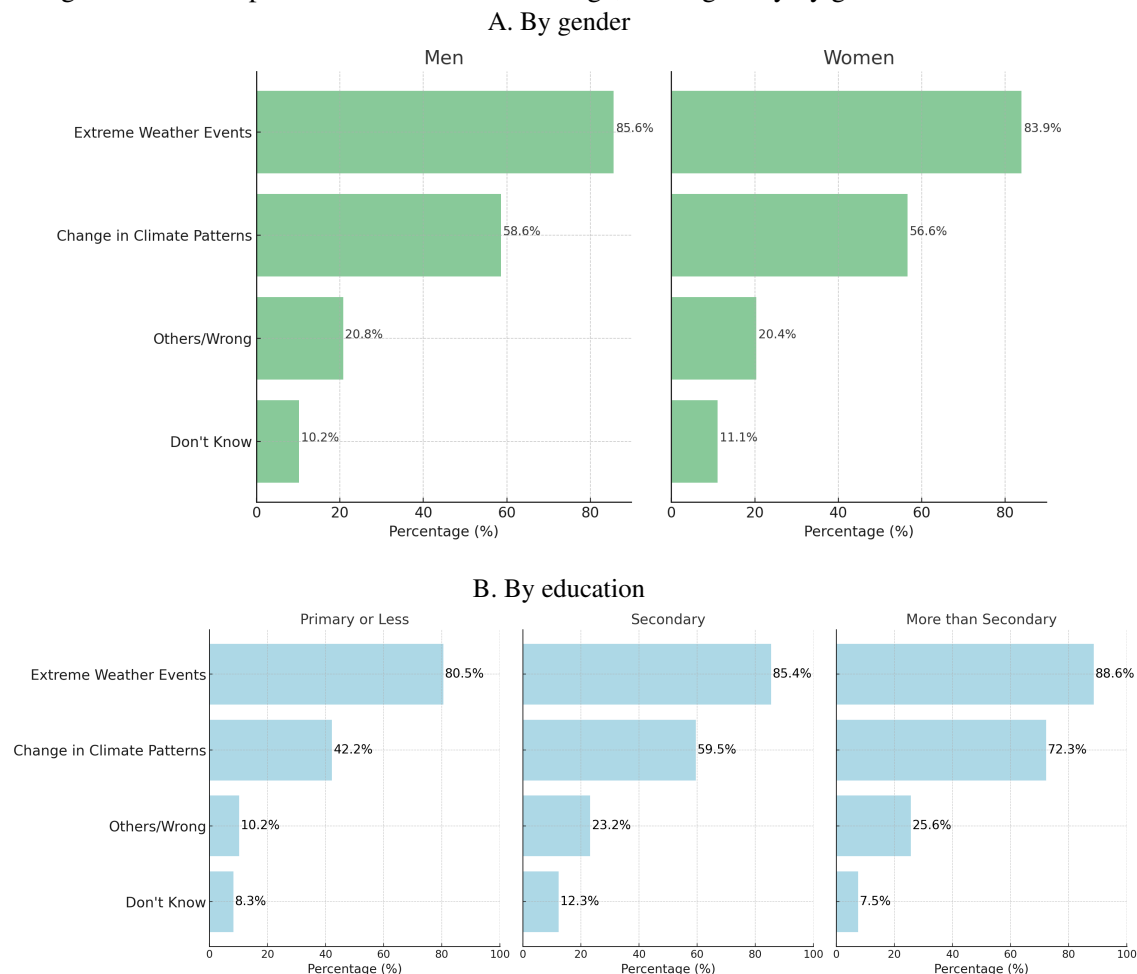 A. By gender
Men
Women
Extreme Weather Events
85.6%
83.9%
Change in Climate Patterns
58.6%
56.6%
Others/Wrong
20.8%
20.4%
Don't Know
10.2%
11.1%
0 20 40 60 80
0 20 40 60 80
Percentage (%)
Percentage (%)
B. By education
Primary or Less
Secondary
More than Secondary
Extreme Weather Events
80.5%
85.4%
88.6%
Change in Climate Patterns
42.2%
59.5%
72.3%
Others/Wrong
10.2%
23.2%
25.6%
Don't Know
8.3%
12.3%
7.5%
0 20 40 60 80 100
0 20 40 60 80 100
0 20 40 60 80 100
Percentage (%)
Percentage (%)
Percentage (%)